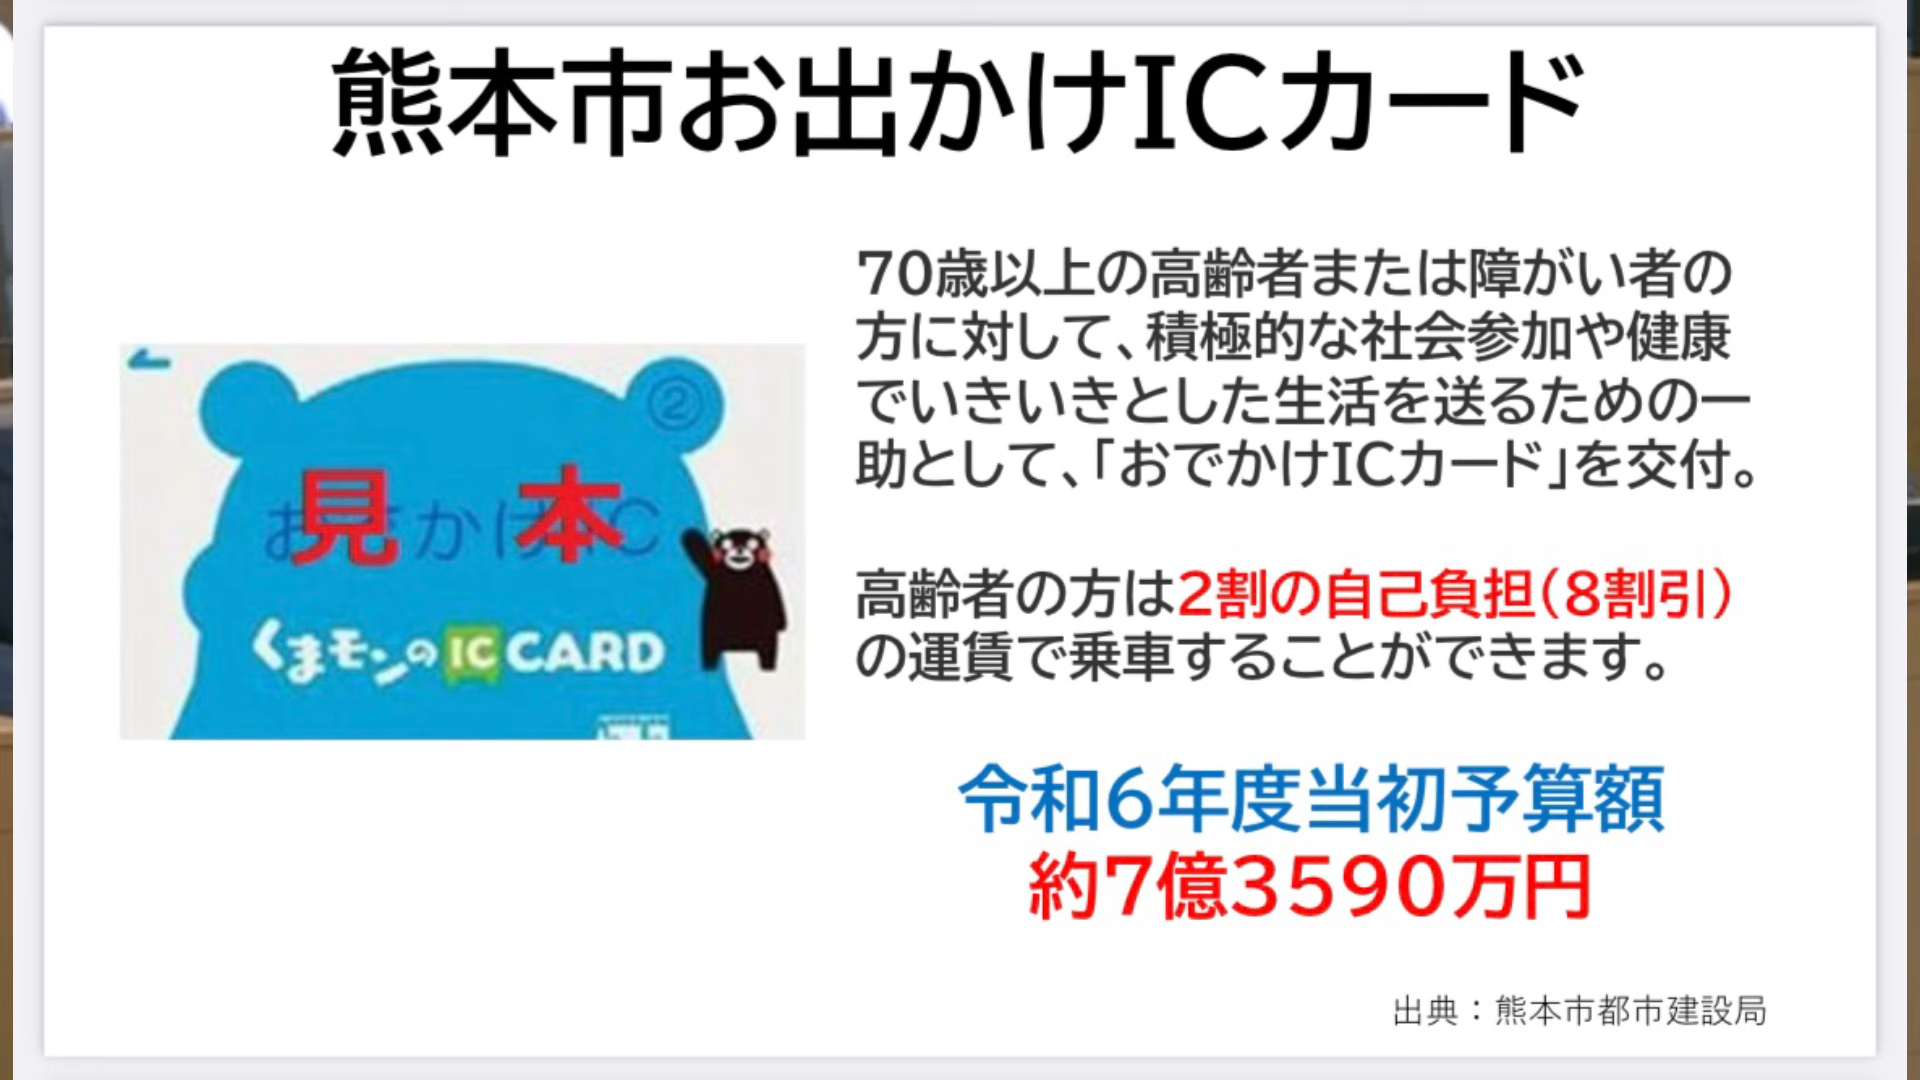 熊本市お出かけICカード
70歳以上の高齢者または障がい者の
方に対して、積極的な社会参加や健康
でいきいきとした生活を送るための一
助として、「おでかけICカード」を交付。
②
見本
おでかけIC
くまモンのIC CARD
高齢者の方は2割の自己負担(8割引)
の運賃で乗車することができます。
令和6年度当初予算額
約7億3590万円
出典：熊本市都市建設局